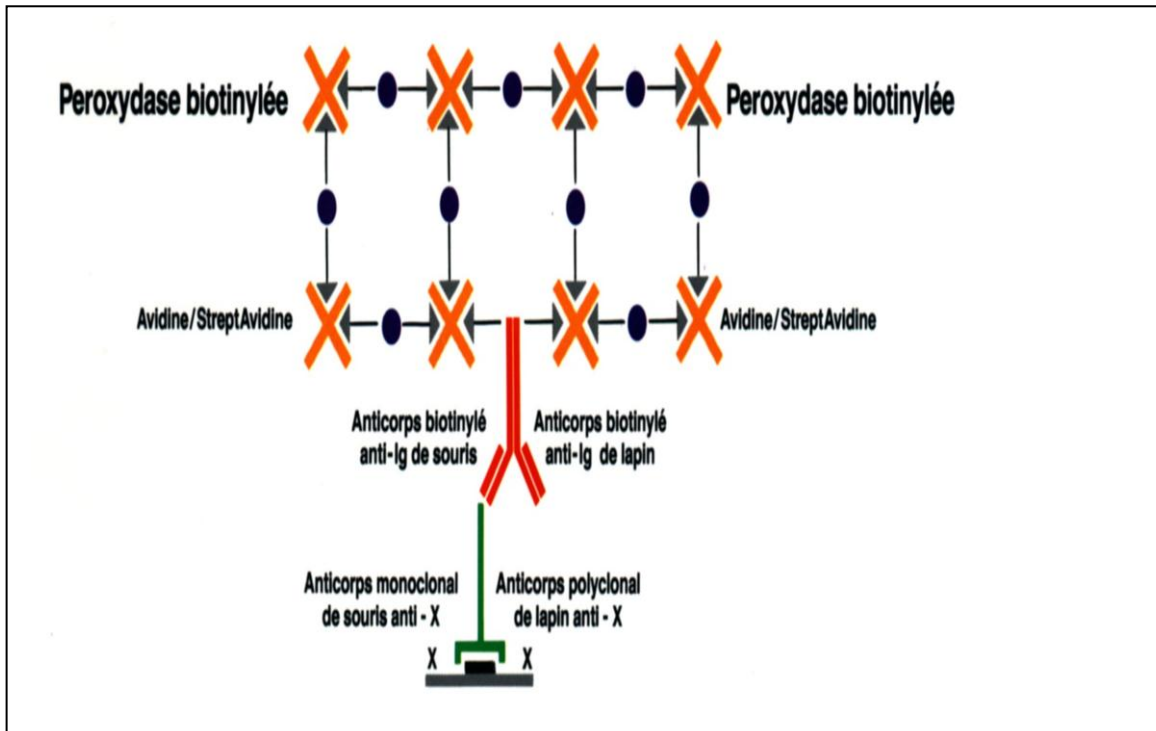 Peroxydase biotinylée
Peroxydase biotinylée
Avidine/StreptAvidine
Avidine/StreptAvidine
Anticorps biotinylé
anti-Ig de souris
Anticorps biotinylé
anti-Ig de lapin
Anticorps monoclonal
de souris anti - X
Anticorps polyclonal
de lapin anti - X
X
X